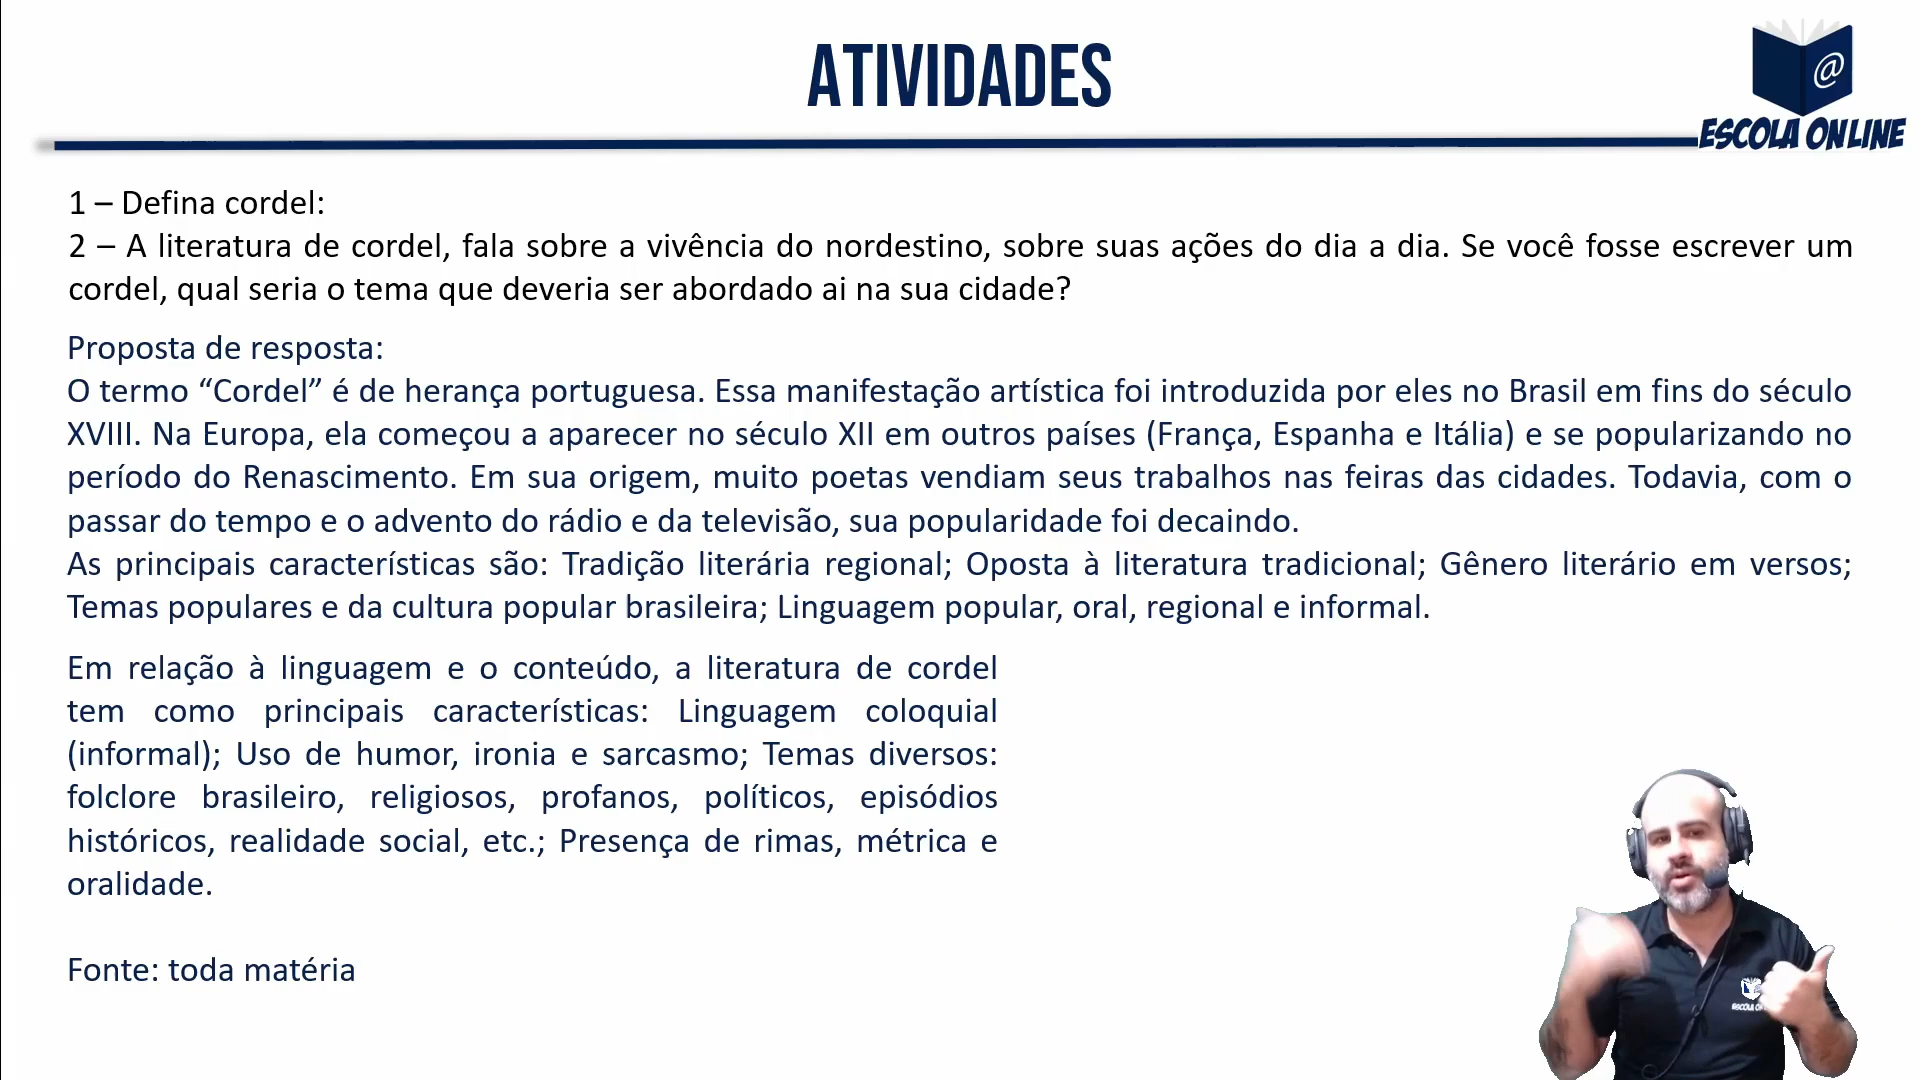 ATIVIDADES
@
ESCOLA ONLINE
1 – Defina cordel:
2 – A literatura de cordel, fala sobre a vivência do nordestino, sobre suas ações do dia a dia. Se você fosse escrever um
cordel, qual seria o tema que deveria ser abordado ai na sua cidade?
Proposta de resposta:
O termo “Cordel” é de herança portuguesa. Essa manifestação artística foi introduzida por eles no Brasil em fins do século
XVIII. Na Europa, ela começou a aparecer no século XII em outros países (França, Espanha e Itália) e se popularizando no
período do Renascimento. Em sua origem, muito poetas vendiam seus trabalhos nas feiras das cidades. Todavia, com o
passar do tempo e o advento do rádio e da televisão, sua popularidade foi decaindo.
As principais características são: Tradição literária regional; Oposta à literatura tradicional; Gênero literário em versos;
Temas populares e da cultura popular brasileira; Linguagem popular, oral, regional e informal.
Em relação à linguagem e o conteúdo, a literatura de cordel
tem como principais características: Linguagem coloquial
(informal); Uso de humor, ironia e sarcasmo; Temas diversos:
folclore brasileiro, religiosos, profanos, políticos, episódios
históricos, realidade social, etc.; Presença de rimas, métrica e
oralidade.
Fonte: toda matéria